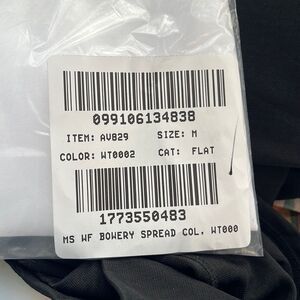 099106134838
ITEM: AV829 SIZE: M
COLOR: WT0002 CAT: FLAT
1773550483
MS WF BOWERY SPREAD COL. WT000